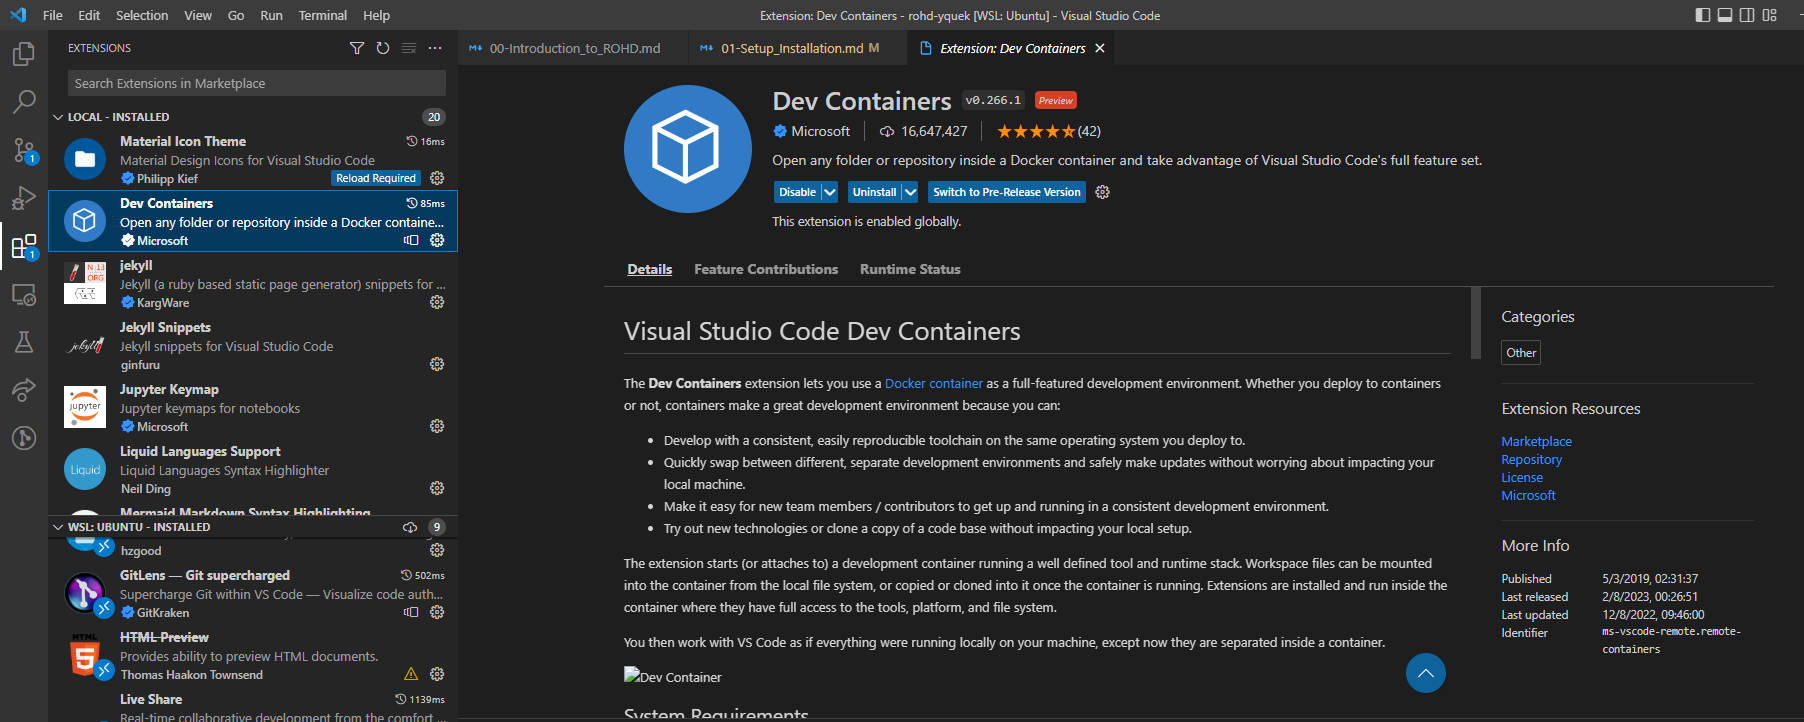 File Edit Selection View Go Run Terminal Help
Extension: Dev Containers - rohd-yquek [WSL: Ubuntu] - Visual Studio Code
EXTENSIONS
Search Extensions in Marketplace
LOCAL - INSTALLED 20
Material Icon Theme 16ms
Material Design Icons for Visual Studio Code
Philipp Kief Reload Required
Dev Containers 85ms
Open any folder or repository inside a Docker containe...
Microsoft
jekyll
Jekyll (a ruby based static page generator) snippets for ...
KargWare
Jekyll Snippets
Jekyll snippets for Visual Studio Code
ginfuru
Jupyter Keymap
Jupyter keymaps for notebooks
Microsoft
Liquid Languages Support
Liquid Languages Syntax Highlighter
Neil Ding
Mermaid Markdown Syntax Highlighting
WSL: UBUNTU - INSTALLED 9
hzgood
GitLens — Git supercharged 502ms
Supercharge Git within VS Code — Visualize code auth...
GitKraken
HTML Preview
Provides ability to preview HTML documents.
Thomas Haakon Townsend
Live Share 1139ms
Real-time collaborative development from the comfort ...
1
1
N:13
ORG
jekyll
jupyter
Liquid
HTML
5
00-Introduction_to_ROHD.md
01-Setup_Installation.md M
Extension: Dev Containers
Dev Containers v0.266.1 Preview
Microsoft 16,647,427 (42)
Open any folder or repository inside a Docker container and take advantage of Visual Studio Code's full feature set.
Disable Uninstall Switch to Pre-Release Version
This extension is enabled globally.
Details Feature Contributions Runtime Status
Visual Studio Code Dev Containers
The Dev Containers extension lets you use a Docker container as a full-featured development environment. Whether you deploy to containers
or not, containers make a great development environment because you can:
• Develop with a consistent, easily reproducible toolchain on the same operating system you deploy to.
• Quickly swap between different, separate development environments and safely make updates without worrying about impacting your
local machine.
• Make it easy for new team members / contributors to get up and running in a consistent development environment.
• Try out new technologies or clone a copy of a code base without impacting your local setup.
The extension starts (or attaches to) a development container running a well defined tool and runtime stack. Workspace files can be mounted
into the container from the local file system, or copied or cloned into it once the container is running. Extensions are installed and run inside the
container where they have full access to the tools, platform, and file system.
You then work with VS Code as if everything were running locally on your machine, except now they are separated inside a container.
Dev Container
System Requirements
Categories
Other
Extension Resources
Marketplace
Repository
License
Microsoft
More Info
Published 5/3/2019, 02:31:37
Last released 2/8/2023, 00:26:51
Last updated 12/8/2022, 09:46:00
Identifier ms-vscode-remote.remote-
containers